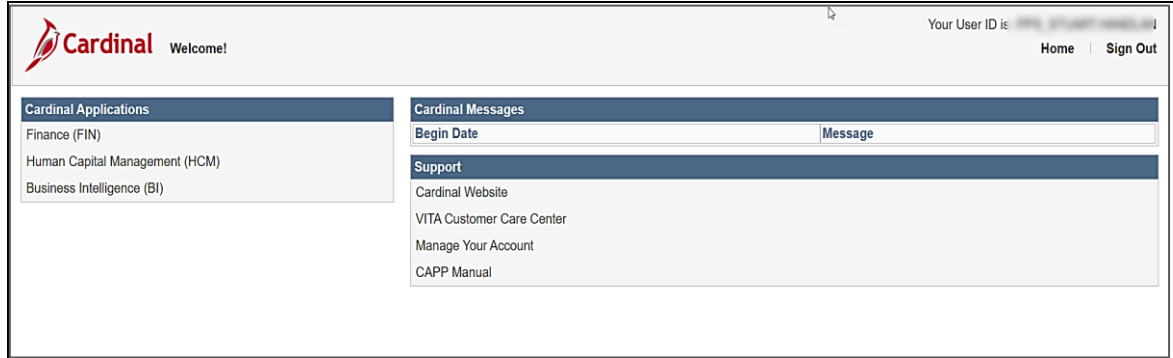 Cardinal Welcome!
Your User ID is
Home | Sign Out
Cardinal Applications
Finance (FIN)
Human Capital Management (HCM)
Business Intelligence (BI)
Cardinal Messages
Begin Date Message
Support
Cardinal Website
VITA Customer Care Center
Manage Your Account
CAPP Manual